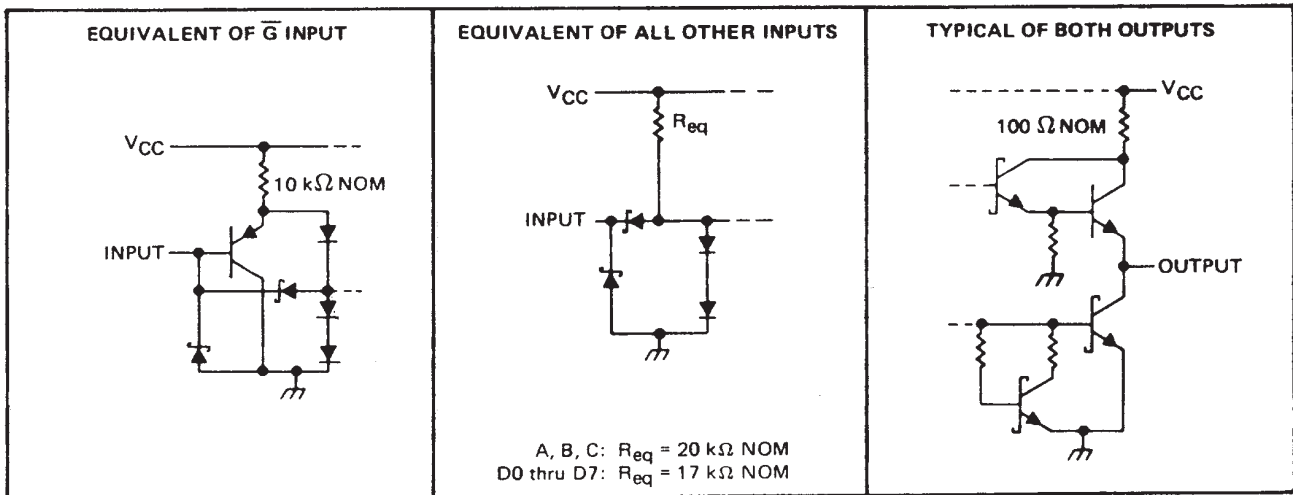 EQUIVALENT OF G̅ INPUT
VCC
10 kΩ NOM
INPUT
EQUIVALENT OF ALL OTHER INPUTS
VCC
Req
INPUT
A, B, C: Req = 20 kΩ NOM
D0 thru D7: Req = 17 kΩ NOM
TYPICAL OF BOTH OUTPUTS
VCC
100 Ω NOM
OUTPUT